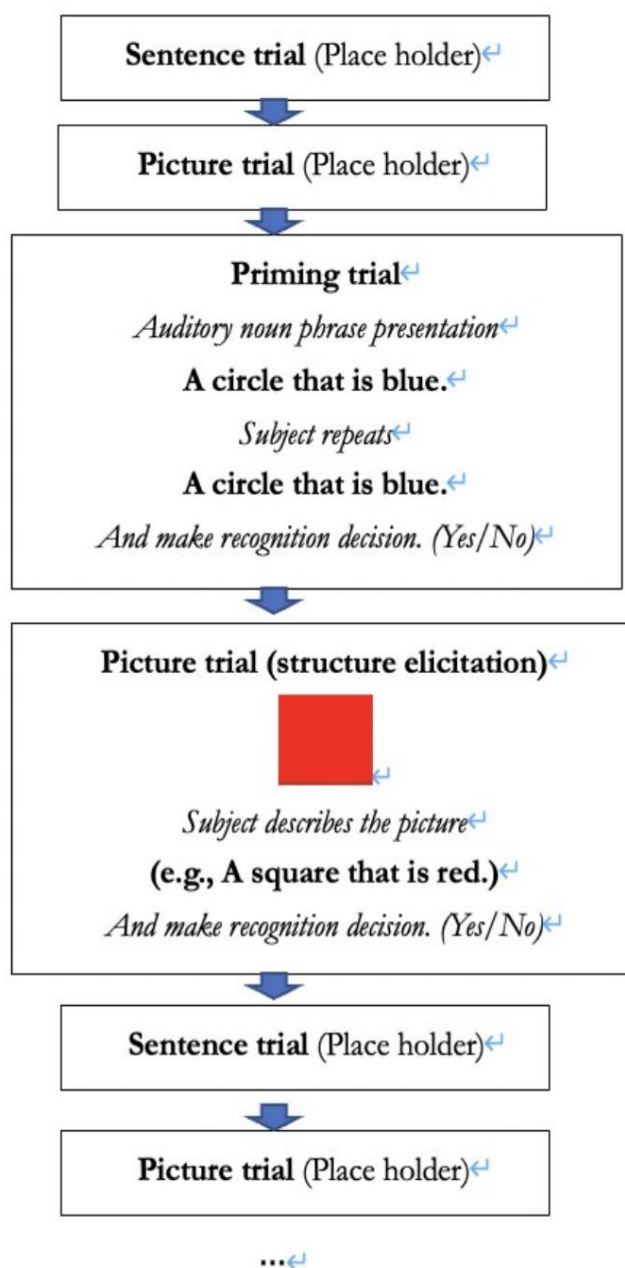 Sentence trial (Place holder)
Picture trial (Place holder)
Priming trial
Auditory noun phrase presentation
A circle that is blue.
Subject repeats
A circle that is blue.
And make recognition decision. (Yes/No)
Picture trial (structure elicitation)
Subject describes the picture
(e.g., A square that is red.)
And make recognition decision. (Yes/No)
Sentence trial (Place holder)
Picture trial (Place holder)
...